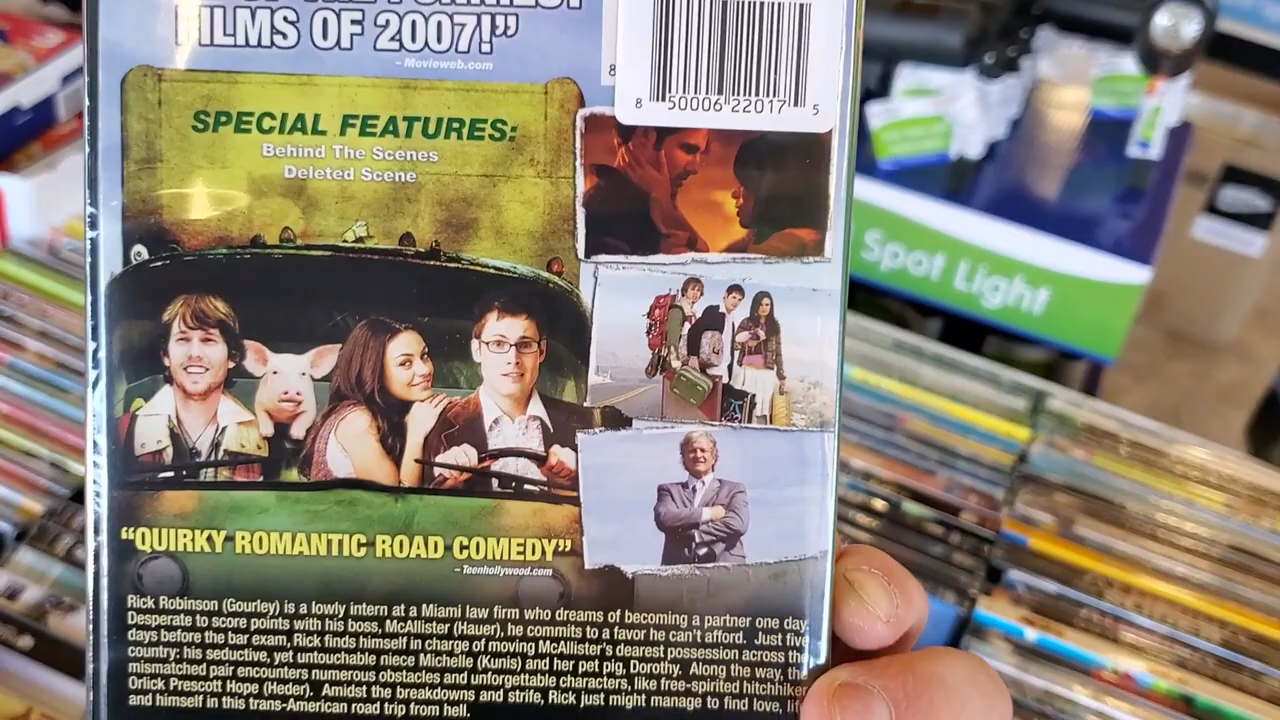 FILMS OF 2007!”
– Movieweb.com
8 50006 22017 5
SPECIAL FEATURES:
Behind The Scenes
Deleted Scene
Spot Light
“QUIRKY ROMANTIC ROAD COMEDY”
– Teenhollywood.com
Rick Robinson (Gourley) is a lowly intern at a Miami law firm who dreams of becoming a partner one day.
Desperate to score points with his boss, McAllister (Hauer), he commits to a favor he can't afford. Just five
days before the bar exam, Rick finds himself in charge of moving McAllister's dearest possession across the
country: his seductive, yet untouchable niece Michelle (Kunis) and her pet pig, Dorothy. Along the way, the
mismatched pair encounters numerous obstacles and unforgettable characters, like free-spirited hitchhiker
Orlick Prescott Hope (Heder). Amidst the breakdowns and strife, Rick just might manage to find love,
and himself in this trans-American road trip from hell.